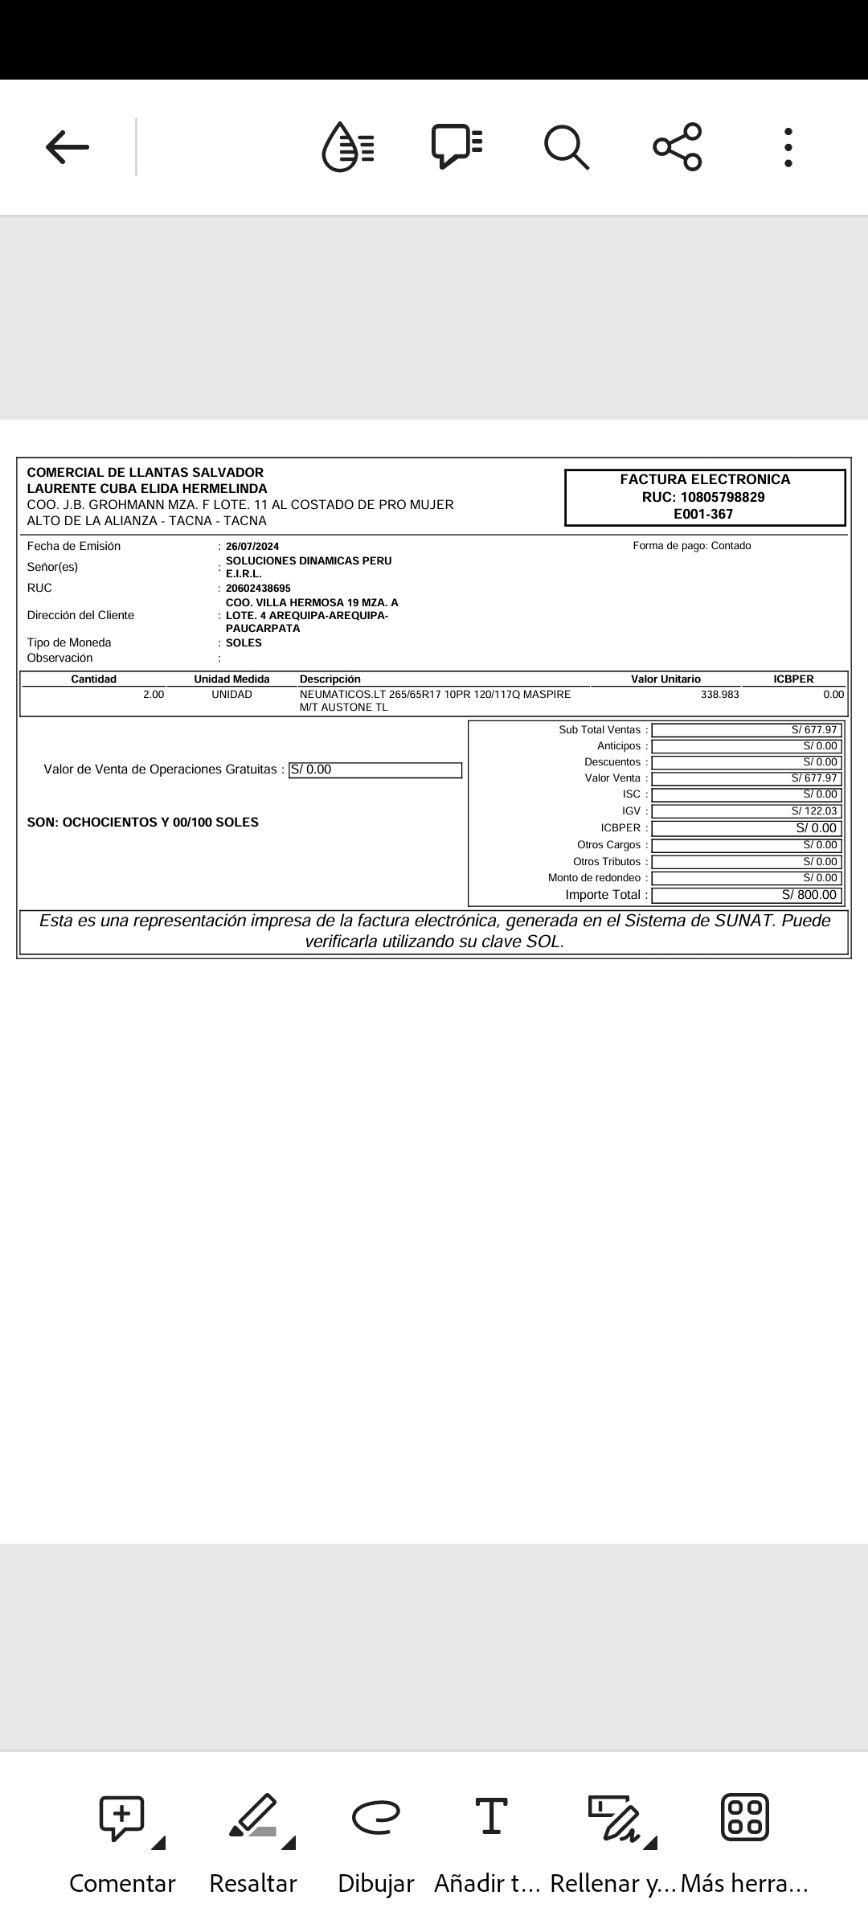 COMERCIAL DE LLANTAS SALVADOR
LAURENTE CUBA ELIDA HERMELINDA
COO. J.B. GROHMANN MZA. F LOTE. 11 AL COSTADO DE PRO MUJER
ALTO DE LA ALIANZA - TACNA - TACNA
FACTURA ELECTRONICA
RUC: 10805798829
E001-367
Fecha de Emisión : 26/07/2024
Forma de pago: Contado
Señor(es) : SOLUCIONES DINAMICAS PERU
E.I.R.L.
RUC : 20602438695
Dirección del Cliente : COO. VILLA HERMOSA 19 MZA. A
LOTE. 4 AREQUIPA-AREQUIPA-
PAUCARPATA
Tipo de Moneda : SOLES
Observación :
Cantidad Unidad Medida Descripción Valor Unitario ICBPER
2.00 UNIDAD NEUMATICOS.LT 265/65R17 10PR 120/117Q MASPIRE 338.983 0.00
M/T AUSTONE TL
Valor de Venta de Operaciones Gratuitas : S/ 0.00
SON: OCHOCIENTOS Y 00/100 SOLES
Sub Total Ventas : S/ 677.97
Anticipos : S/ 0.00
Descuentos : S/ 0.00
Valor Venta : S/ 677.97
ISC : S/ 0.00
IGV : S/ 122.03
ICBPER : S/ 0.00
Otros Cargos : S/ 0.00
Otros Tributos : S/ 0.00
Monto de redondeo : S/ 0.00
Importe Total : S/ 800.00
Esta es una representación impresa de la factura electrónica, generada en el Sistema de SUNAT. Puede
verificarla utilizando su clave SOL.
Comentar Resaltar Dibujar Añadir t... Rellenar y... Más herra...